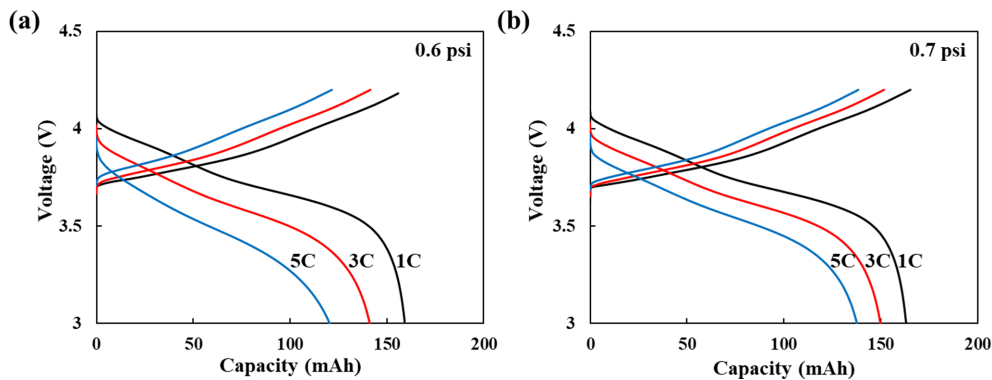 (a)
4.5
0.6 psi
4
Voltage (V)
3.5
5C 3C 1C
3
0 50 100 150 200
Capacity (mAh)
(b)
4.5
0.7 psi
4
Voltage (V)
3.5
5C 3C 1C
3
0 50 100 150 200
Capacity (mAh)